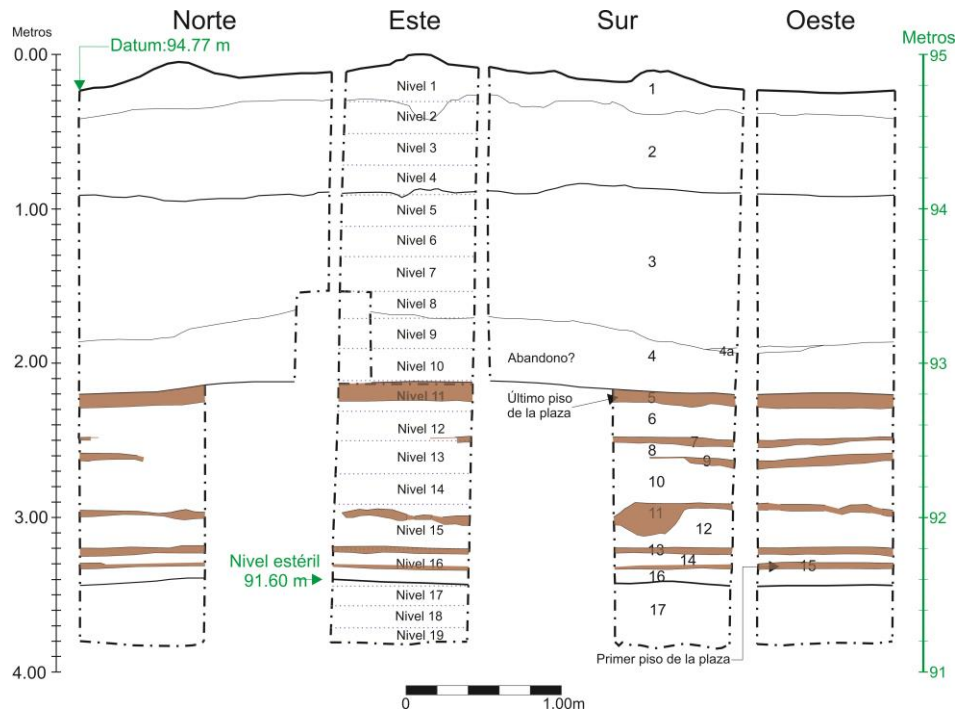 Norte Este Sur Oeste
Metros Metros
Datum:94.77 m
0.00 95
Nivel 1 1
Nivel 2
Nivel 3 2
Nivel 4
1.00 94
Nivel 5
Nivel 6
Nivel 7 3
Nivel 8
Nivel 9
4a
Abandono? 4
2.00 93
Nivel 10
Nivel 11 5
Último piso
de la plaza
6
Nivel 12
7
8
Nivel 13 9
10
Nivel 14
11
3.00 92
Nivel 15 12
13
14
Nivel estéril
Nivel 16 15
91.60 m 16
Nivel 17
17
Nivel 18
Nivel 19
Primer piso de la plaza
4.00 91
0 1.00m